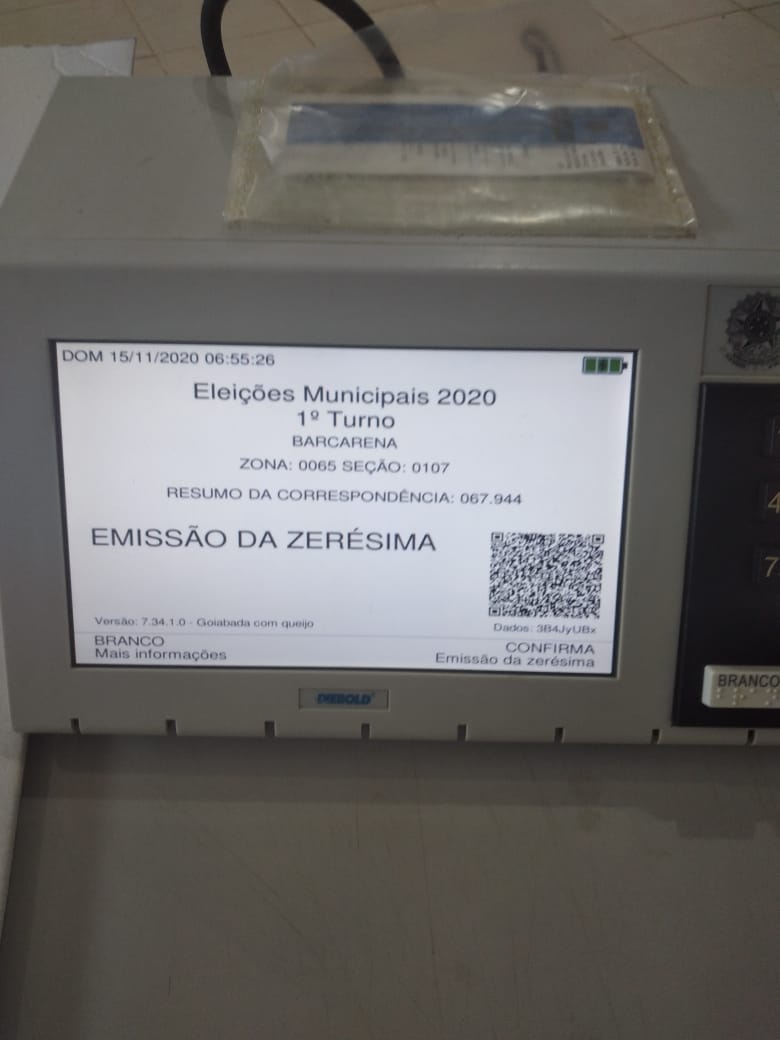 DOM 15/11/2020 06:55:26
Eleições Municipais 2020
1º Turno
BARCARENA
ZONA: 0065 SEÇÃO: 0107
RESUMO DA CORRESPONDÊNCIA: 067.944
EMISSÃO DA ZERÉSIMA
Versão: 7.34.1.0 - Goiabada com queijo
Dados: 3B4JyUBx
BRANCO
Mais informações
CONFIRMA
Emissão da zerésima
DIEBOLD
4
7
BRANCO